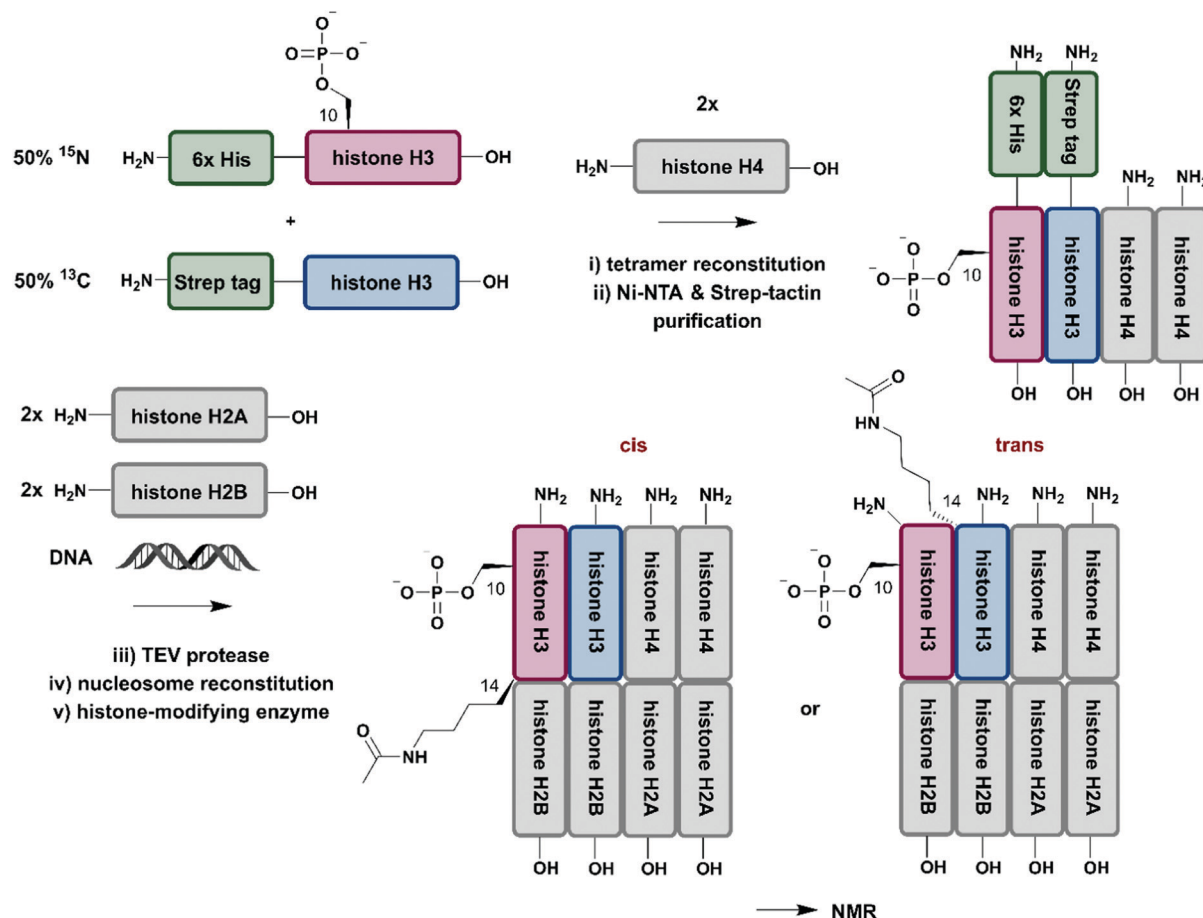 O⁻
O=P-O⁻
O
10
50% ¹⁵N
H₂N
6x His
histone H3
OH
+
50% ¹³C
H₂N
Strep tag
histone H3
OH
2x
H₂N
histone H4
OH
i) tetramer reconstitution
ii) Ni-NTA & Strep-tactin
purification
NH₂
NH₂
6x His
Strep tag
NH₂
NH₂
O
⁻O-P-O
O⁻
10
histone H3
histone H3
histone H4
histone H4
OH
OH
OH
OH
2x H₂N
histone H2A
OH
2x H₂N
histone H2B
OH
DNA
iii) TEV protease
iv) nucleosome reconstitution
v) histone-modifying enzyme
cis
NH₂
NH₂
NH₂
NH₂
⁻O
⁻O-P-O
O
10
histone H3
histone H3
histone H4
histone H4
14
O
NH
histone H2B
histone H2B
histone H2A
histone H2A
OH
OH
OH
OH
or
trans
O
HN
14
H₂N
NH₂
NH₂
NH₂
⁻O
⁻O-P-O
O
10
histone H3
histone H3
histone H4
histone H4
histone H2B
histone H2B
histone H2A
histone H2A
OH
OH
OH
OH
NMR